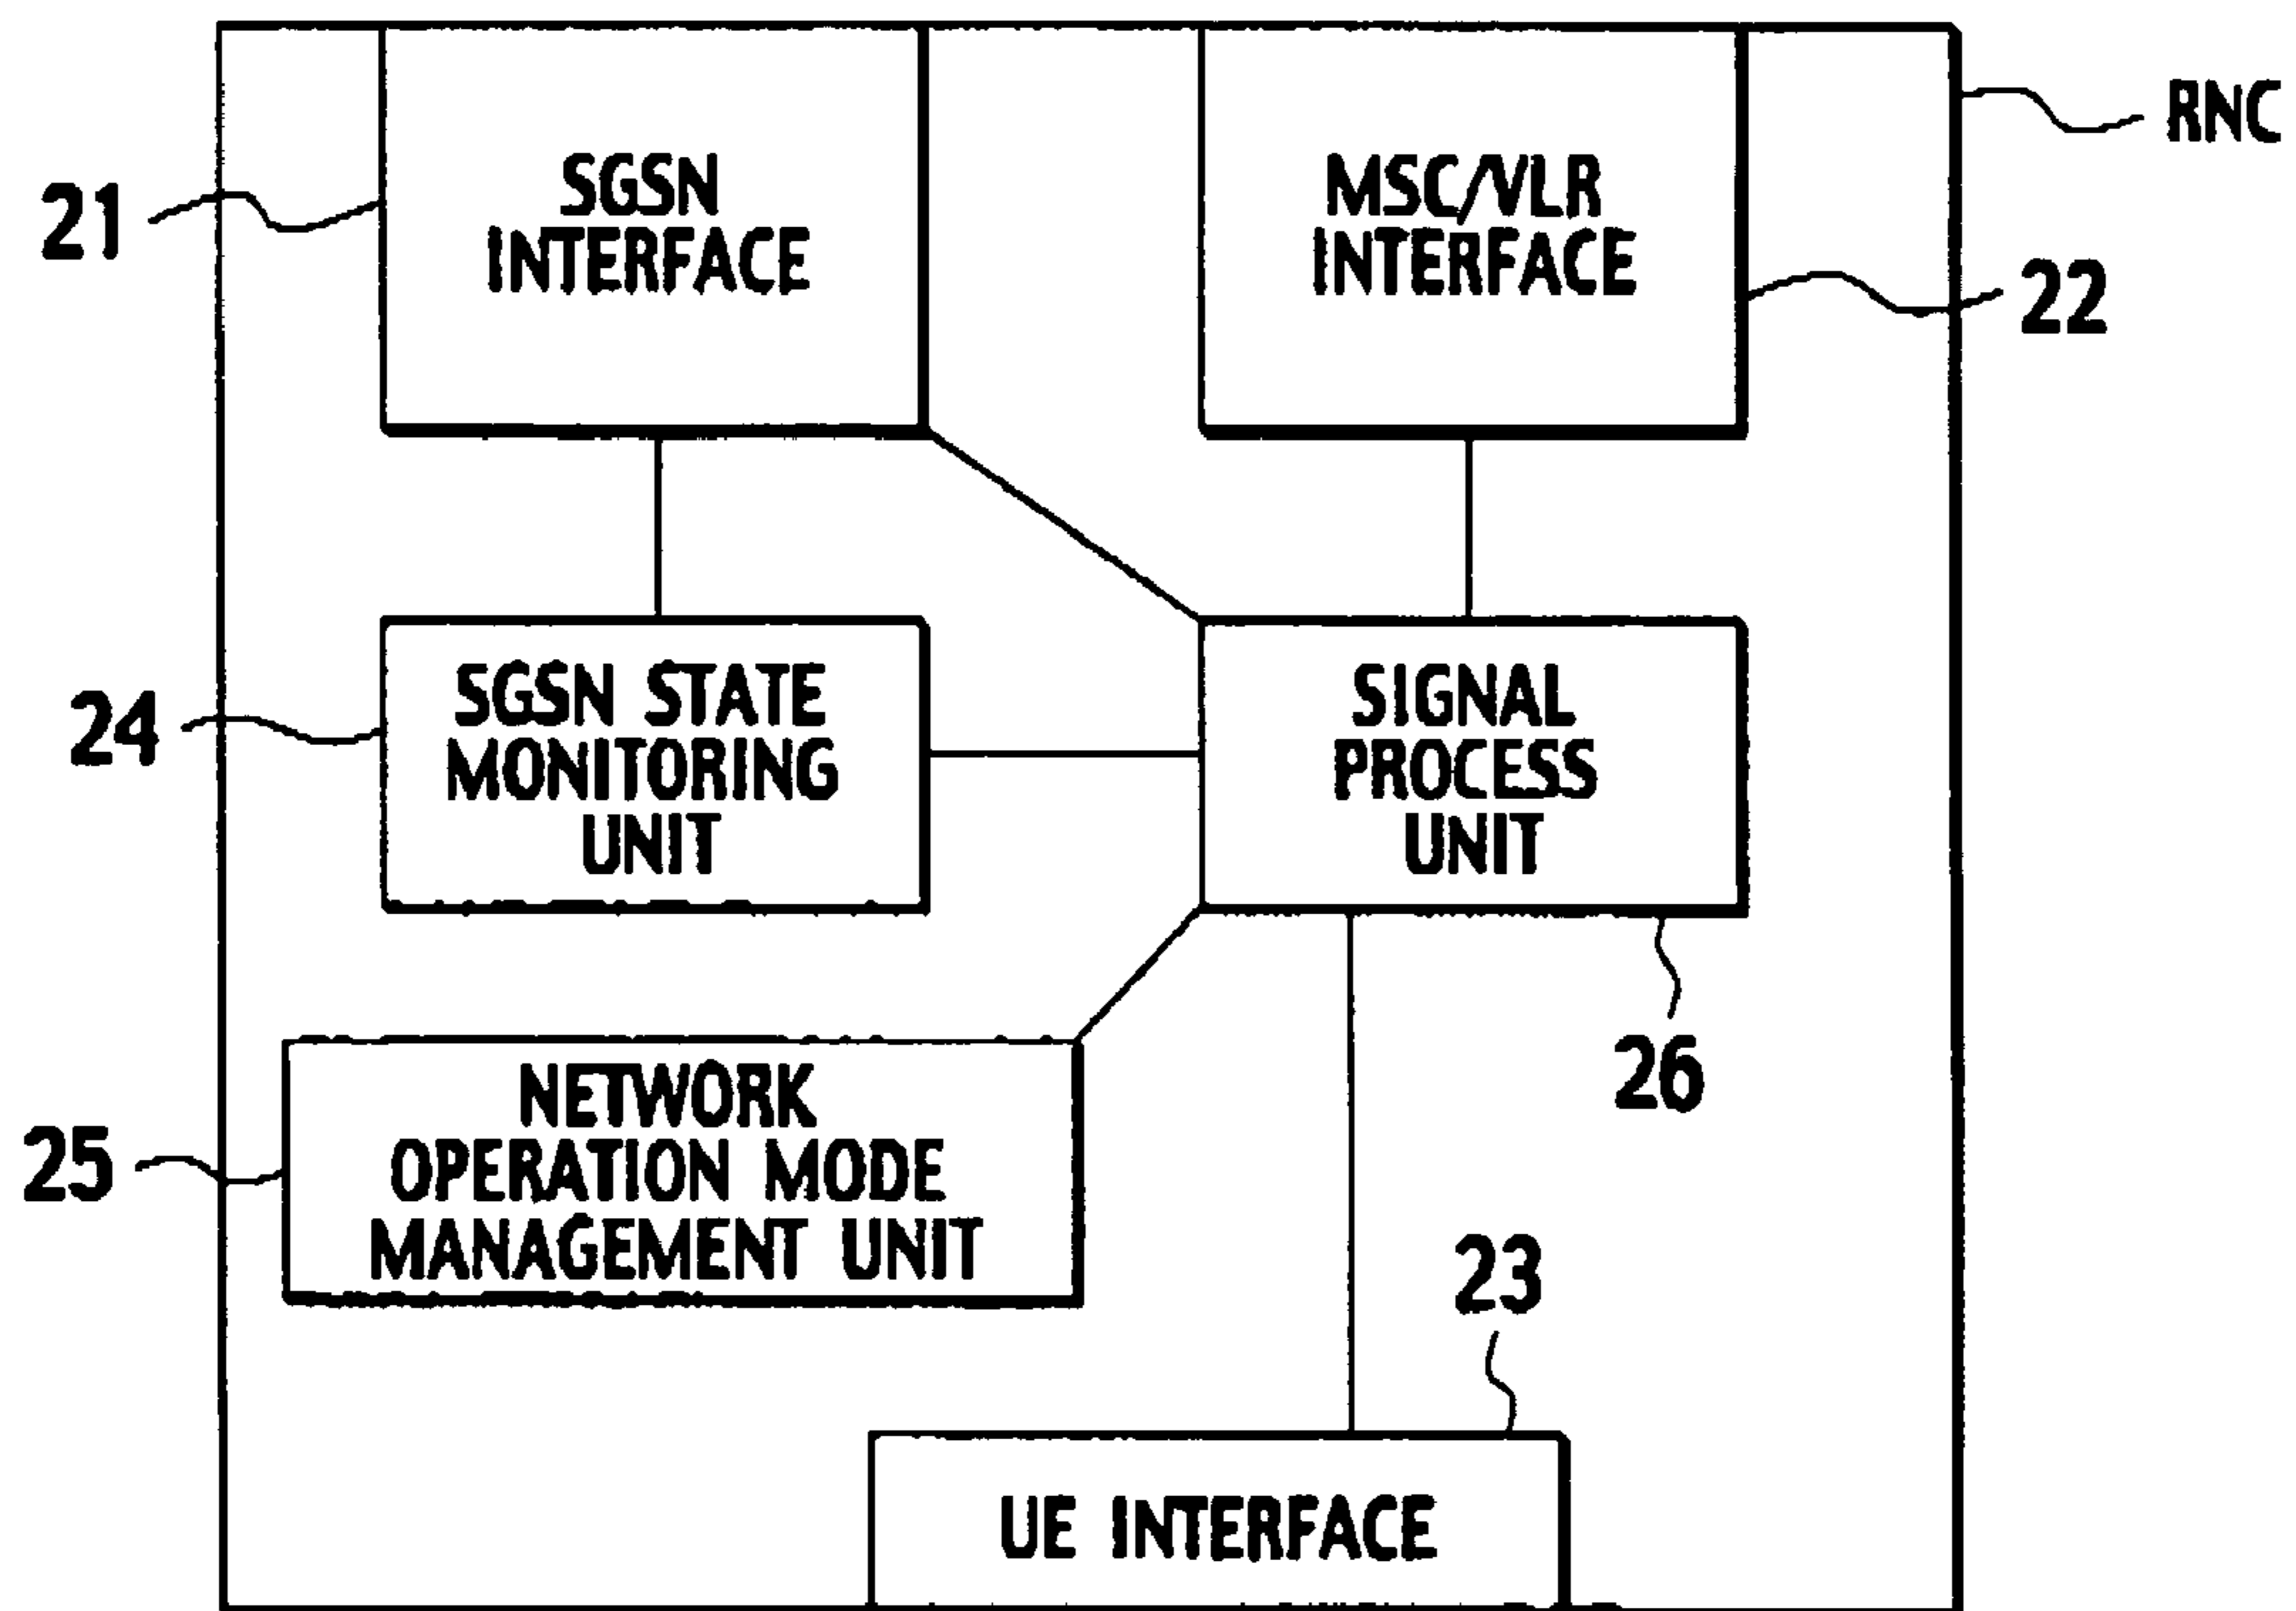 RNC
21
SGSN
INTERFACE
MSC/VLR
INTERFACE
22
24
SGSN STATE
MONITORING
UNIT
SIGNAL
PROCESS
UNIT
26
25
NETWORK
OPERATION MODE
MANAGEMENT UNIT
23
UE INTERFACE